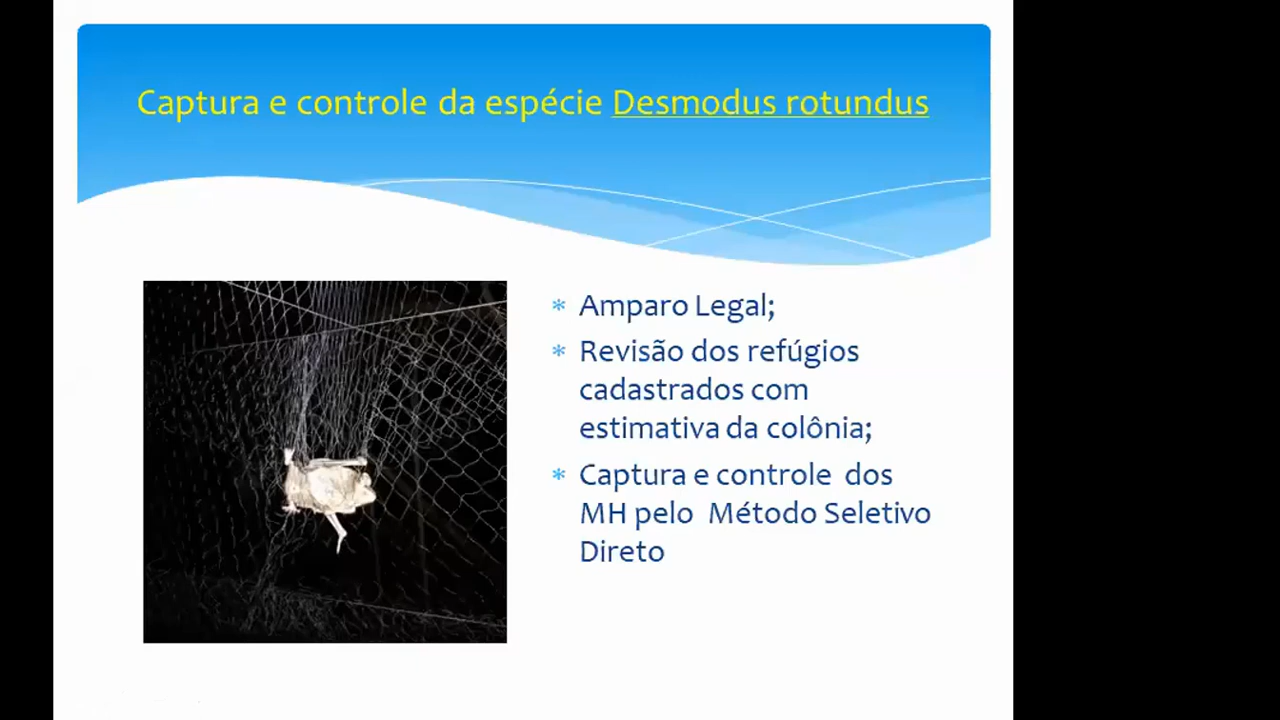 Captura e controle da espécie Desmodus rotundus
* Amparo Legal;
* Revisão dos refúgios
cadastrados com
estimativa da colônia;
* Captura e controle dos
MH pelo Método Seletivo
Direto